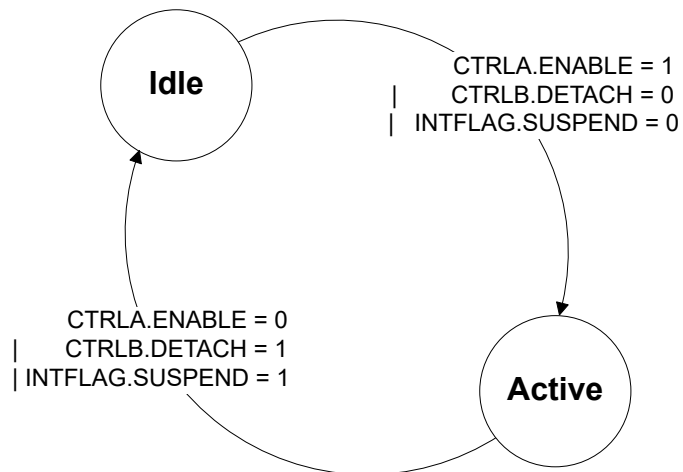 Idle
CTRLA.ENABLE = 1
| CTRLB.DETACH = 0
| INTFLAG.SUSPEND = 0
CTRLA.ENABLE = 0
| CTRLB.DETACH = 1
| INTFLAG.SUSPEND = 1
Active